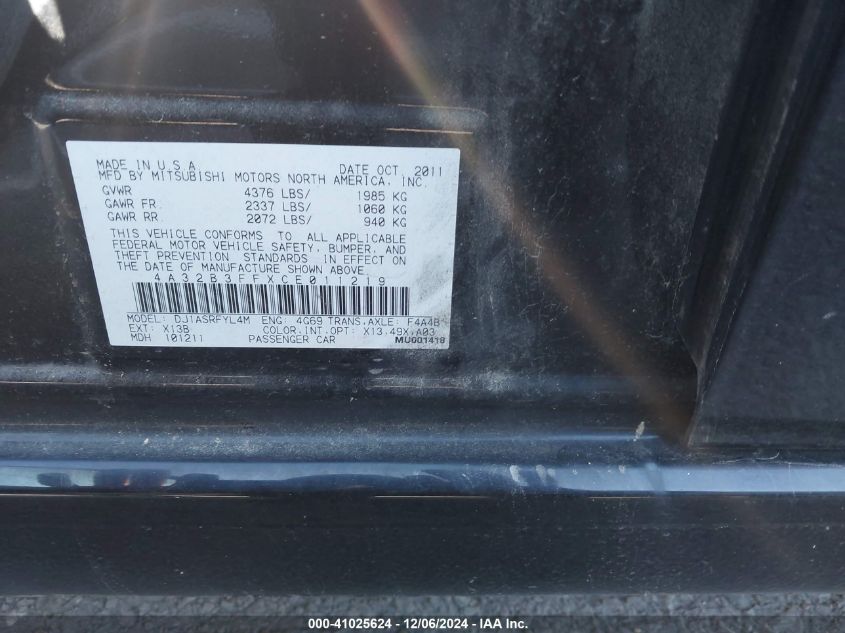 MADE IN U.S.A. DATE OCT, 2011
MFD BY MITSUBISHI MOTORS NORTH AMERICA, INC.
GVWR 4376 LBS/ 1985 KG
GAWR FR. 2337 LBS/ 1060 KG
GAWR RR. 2072 LBS/ 940 KG
THIS VEHICLE CONFORMS TO ALL APPLICABLE
FEDERAL MOTOR VEHICLE SAFETY, BUMPER, AND
THEFT PREVENTION STANDARDS IN EFFECT ON
THE DATE OF MANUFACTURE SHOWN ABOVE.
4A32B3FFXCE011219
MODEL: DJ1ASRFYL4M ENG: 4G69 TRANS.AXLE F4A4B
EXT: X13B COLOR.INT.OPT: X13.49X.A03
MDH 101211 PASSENGER CAR MU001418
000-41025624 - 12/06/2024 - IAA Inc.